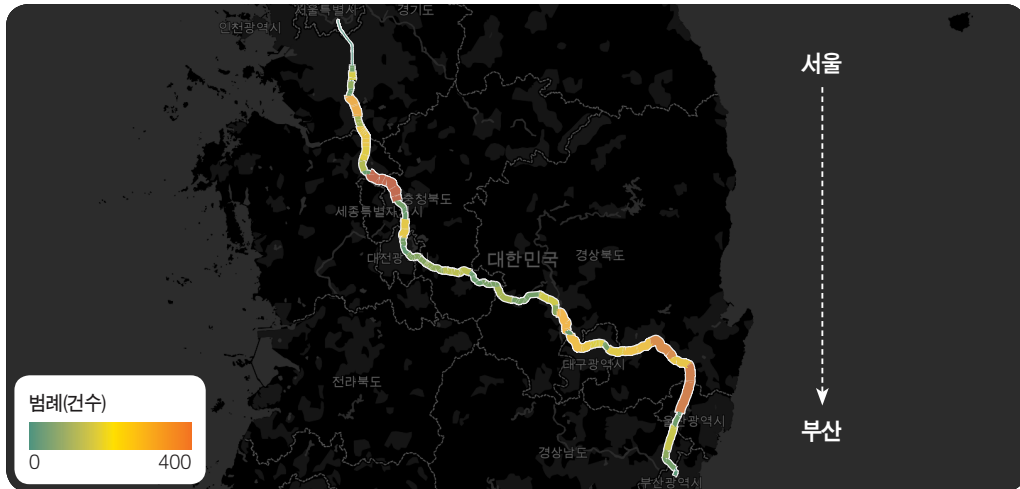 서울특별시
경기도
인천광역시
서울
충청북도
세종특별자치시
대전광역시
대한민국
경상북도
대구광역시
전라북도
범례(건수)
0
400
울산광역시
부산
경상남도
부산광역시